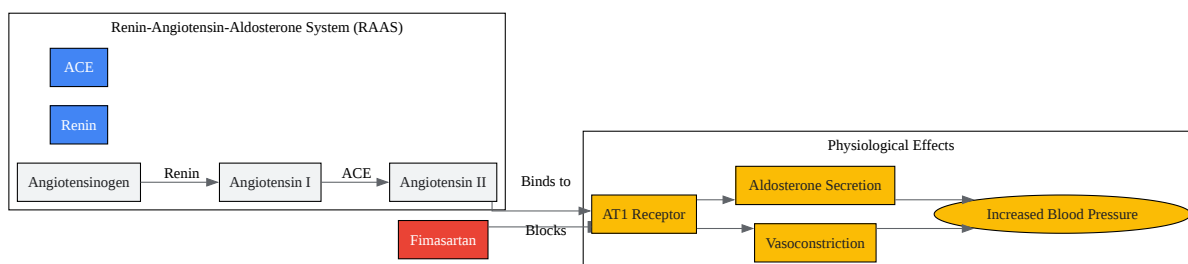 Renin-Angiotensin-Aldosterone System (RAAS)
ACE
Renin
Angiotensinogen
Renin
Angiotensin I
ACE
Angiotensin II
Binds to
Fimasartan
Blocks
Physiological Effects
AT1 Receptor
Aldosterone Secretion
Vasoconstriction
Increased Blood Pressure